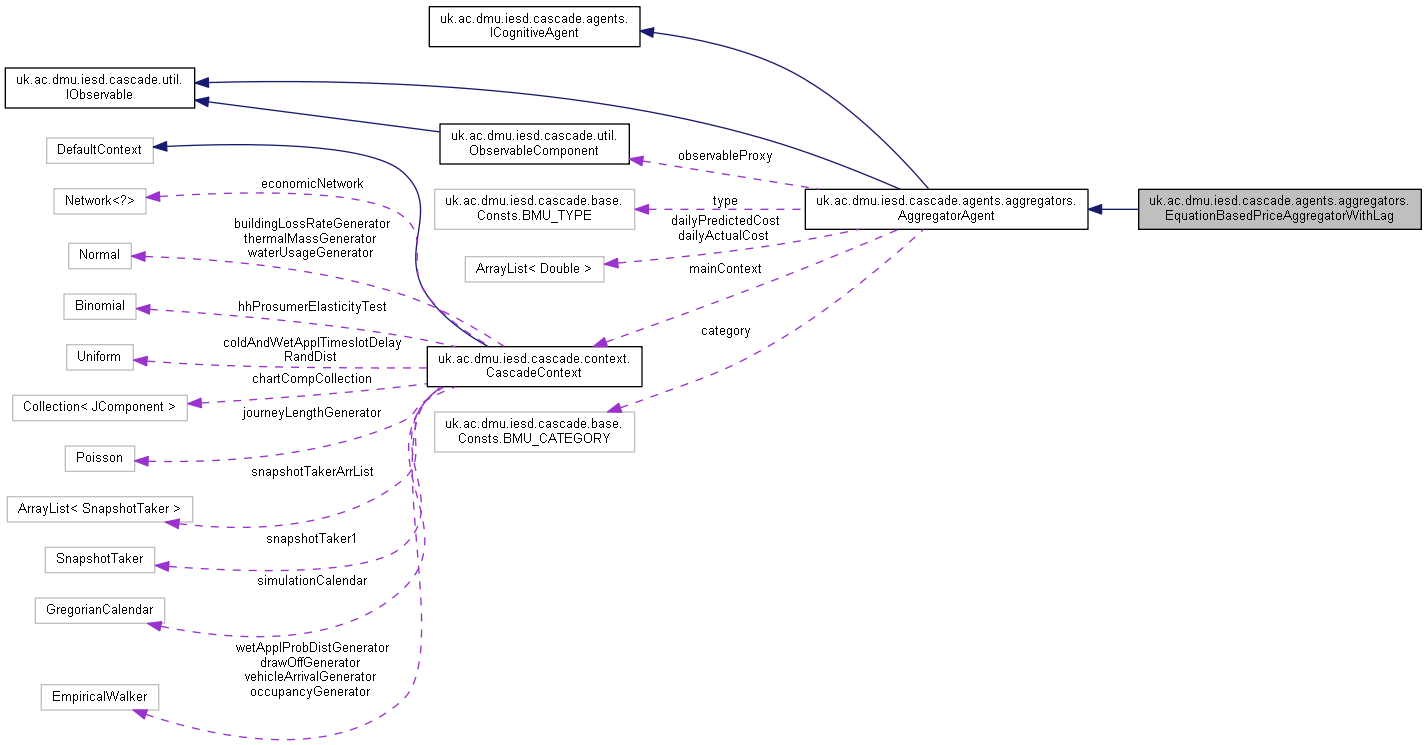 uk.ac.dmu.iesd.cascade.agents.
ICognitiveAgent
uk.ac.dmu.iesd.cascade.util.
IObservable
uk.ac.dmu.iesd.cascade.util.
ObservableComponent
DefaultContext
observableProxy
economicNetwork
Network<?>
uk.ac.dmu.iesd.cascade.base.
Consts.BMU_TYPE
type
uk.ac.dmu.iesd.cascade.agents.aggregators.
AggregatorAgent
uk.ac.dmu.iesd.cascade.agents.aggregators.
EquationBasedPriceAggregatorWithLag
buildingLossRateGenerator
thermalMassGenerator
waterUsageGenerator
dailyPredictedCost
dailyActualCost
Normal
ArrayList< Double >
mainContext
Binomial
hhProsumerElasticityTest
category
Uniform
coldAndWetApplTimeslotDelay
RandDist
uk.ac.dmu.iesd.cascade.context.
CascadeContext
chartCompCollection
Collection< JComponent >
journeyLengthGenerator
uk.ac.dmu.iesd.cascade.base.
Consts.BMU_CATEGORY
Poisson
snapshotTakerArrList
ArrayList< SnapshotTaker >
snapshotTaker1
SnapshotTaker
simulationCalendar
GregorianCalendar
wetApplProbDistGenerator
drawOffGenerator
vehicleArrivalGenerator
occupancyGenerator
EmpiricalWalker